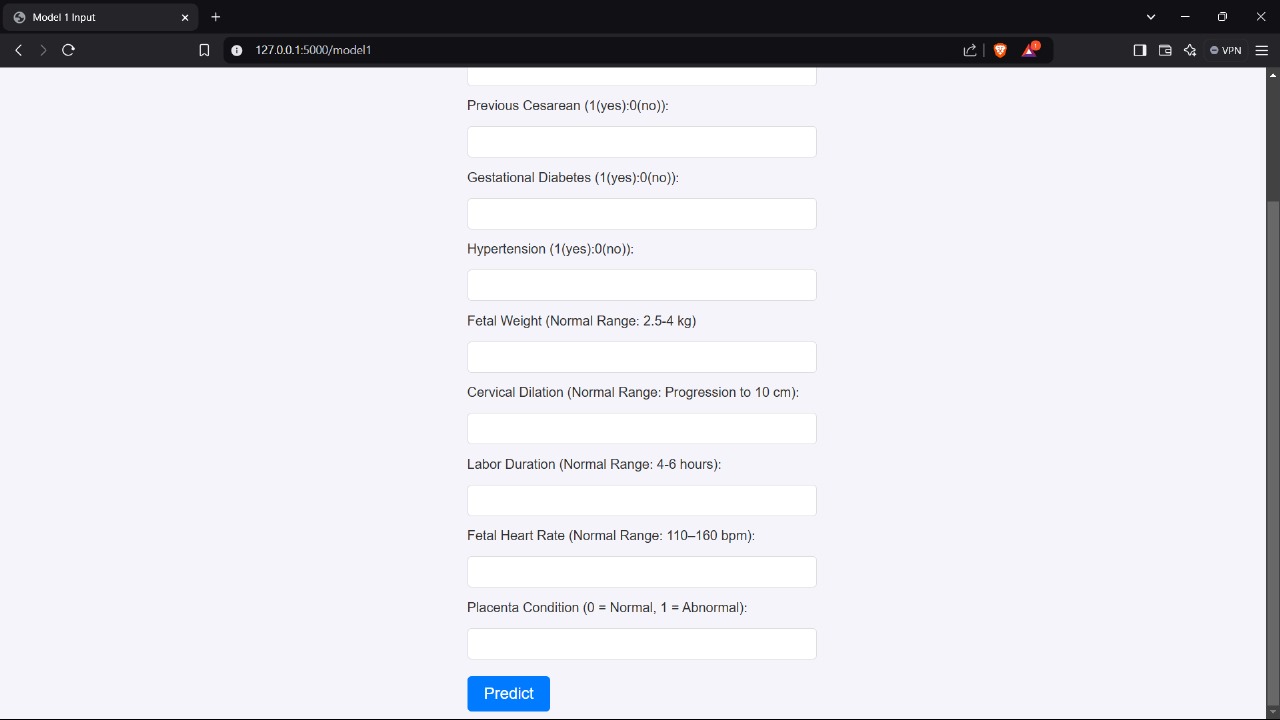 Model 1 Input
127.0.0.1:5000/model1
1
VPN
Previous Cesarean (1(yes):0(no)):
Gestational Diabetes (1(yes):0(no)):
Hypertension (1(yes):0(no)):
Fetal Weight (Normal Range: 2.5-4 kg)
Cervical Dilation (Normal Range: Progression to 10 cm):
Labor Duration (Normal Range: 4-6 hours):
Fetal Heart Rate (Normal Range: 110–160 bpm):
Placenta Condition (0 = Normal, 1 = Abnormal):
Predict